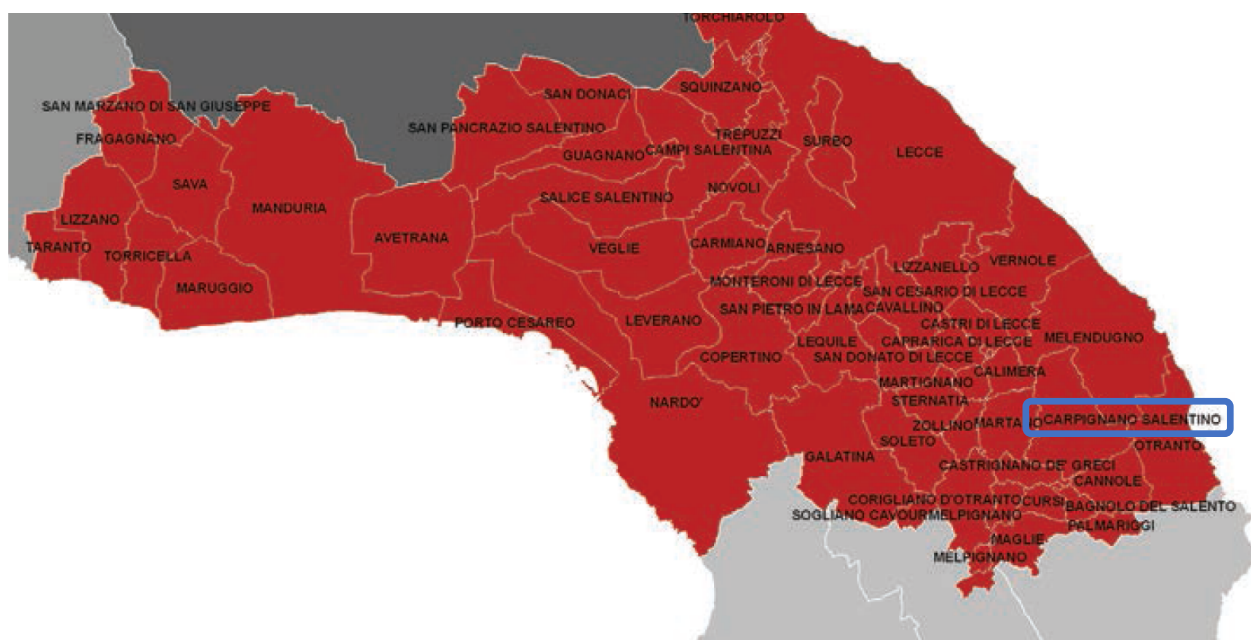 TORCHIAROLO
SQUINZANO
SAN DONACI
SAN MARZANO DI SAN GIUSEPPE
SAN PANCRAZIO SALENTINO
TREPUZZI
FRAGAGNANO
SURBO
CAMPI SALENTINA
GUAGNANO
LECCE
SAVA
NOVOLI
SALICE SALENTINO
MANDURIA
LIZZANO
AVETRANA
CARMIANO
TARANTO
VEGLIE
ARNESANO
TORRICELLA
VERNOLE
LIZZANELLO
MONTERONI DI LECCE
MARUGGIO
SAN CESARIO DI LECCE
SAN PIETRO IN LAMA
CAVALLINO
LEVERANO
PORTO CESAREO
CASTRI DI LECCE
MELENDUGNO
LEQUILE
CAPRARICA DI LECCE
COPERTINO
SAN DONATO DI LECCE
CALIMERA
MARTIGNANO
STERNATIA
NARDO'
CARPIGNANO SALENTINO
MARTANO
ZOLLINO
SOLETO
OTRANTO
GALATINA
CASTRIGNANO DE' GRECI
CANNOLE
CORIGLIANO D'OTRANTO
CURSI
BAGNOLO DEL SALENTO
SOGLIANO CAVOUR
MELPIGNANO
PALMARIGGI
MAGLIE
MELPIGNANO